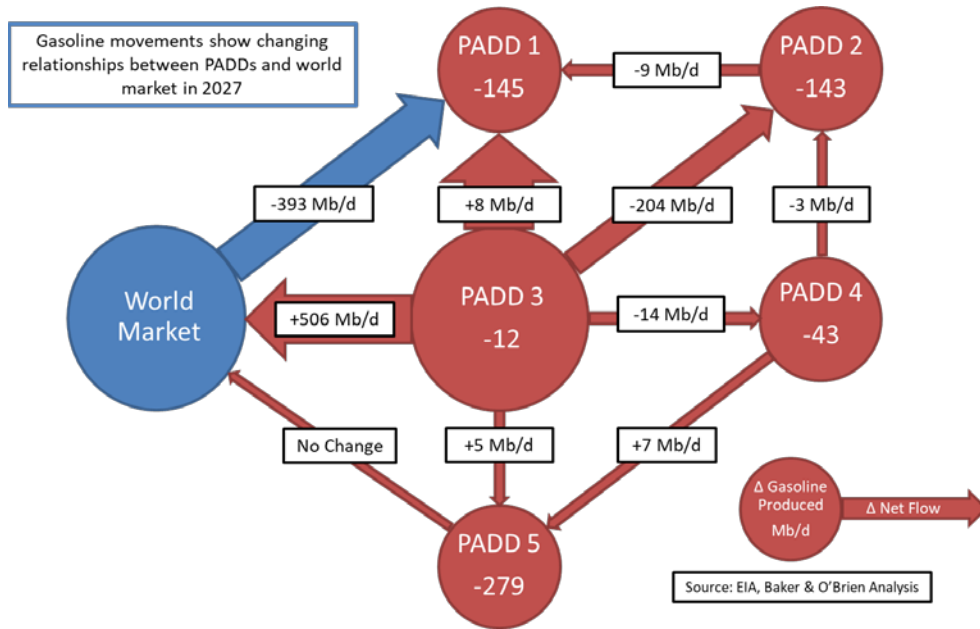 Gasoline movements show changing
relationships between PADDs and world
market in 2027
PADD 1
-145
-9 Mb/d
PADD 2
-143
-393 Mb/d
+8 Mb/d
-204 Mb/d
-3 Mb/d
World
Market
+506 Mb/d
PADD 3
-12
-14 Mb/d
PADD 4
-43
No Change
+5 Mb/d
+7 Mb/d
PADD 5
-279
Δ Gasoline
Produced
Mb/d
Δ Net Flow
Source: EIA, Baker & O’Brien Analysis